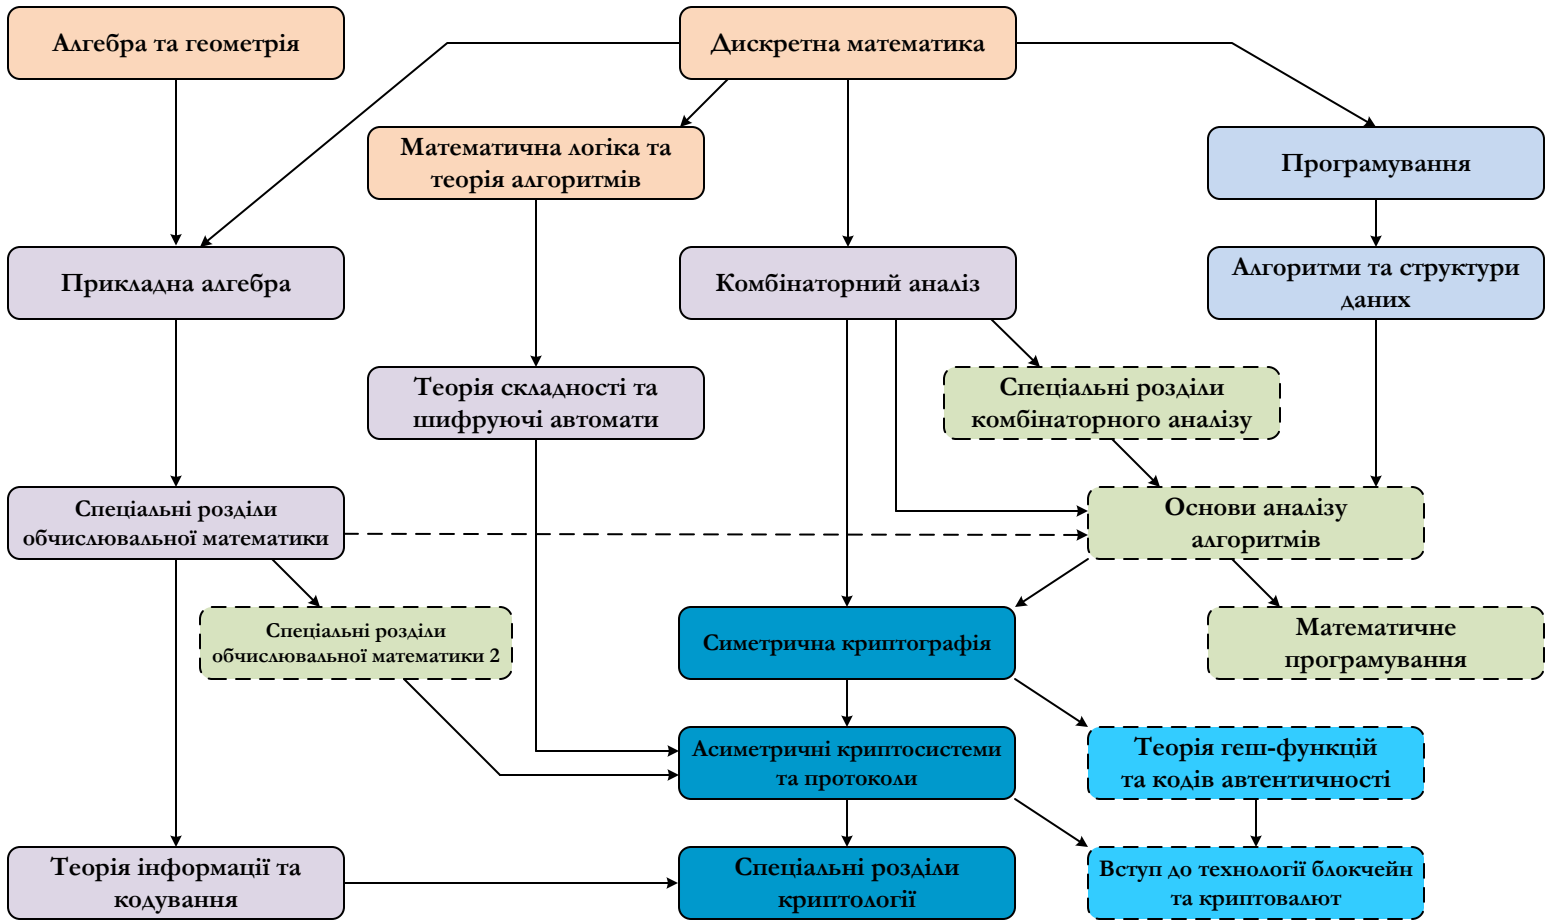 Алгебра та геометрія
Дискретна математика
Математична логіка та
теорія алгоритмів
Програмування
Прикладна алгебра
Комбінаторний аналіз
Алгоритми та структури
даних
Теорія складності та
шифруючі автомати
Спеціальні розділи
комбінаторного аналізу
Спеціальні розділи
обчислювальної математики
Основи аналізу
алгоритмів
Спеціальні розділи
обчислювальної математики 2
Симетрична криптографія
Математичне
програмування
Асиметричні криптосистеми
та протоколи
Теорія геш-функцій
та кодів автентичності
Теорія інформації та
кодування
Спеціальні розділи
криптології
Вступ до технології блокчейн
та криптовалют